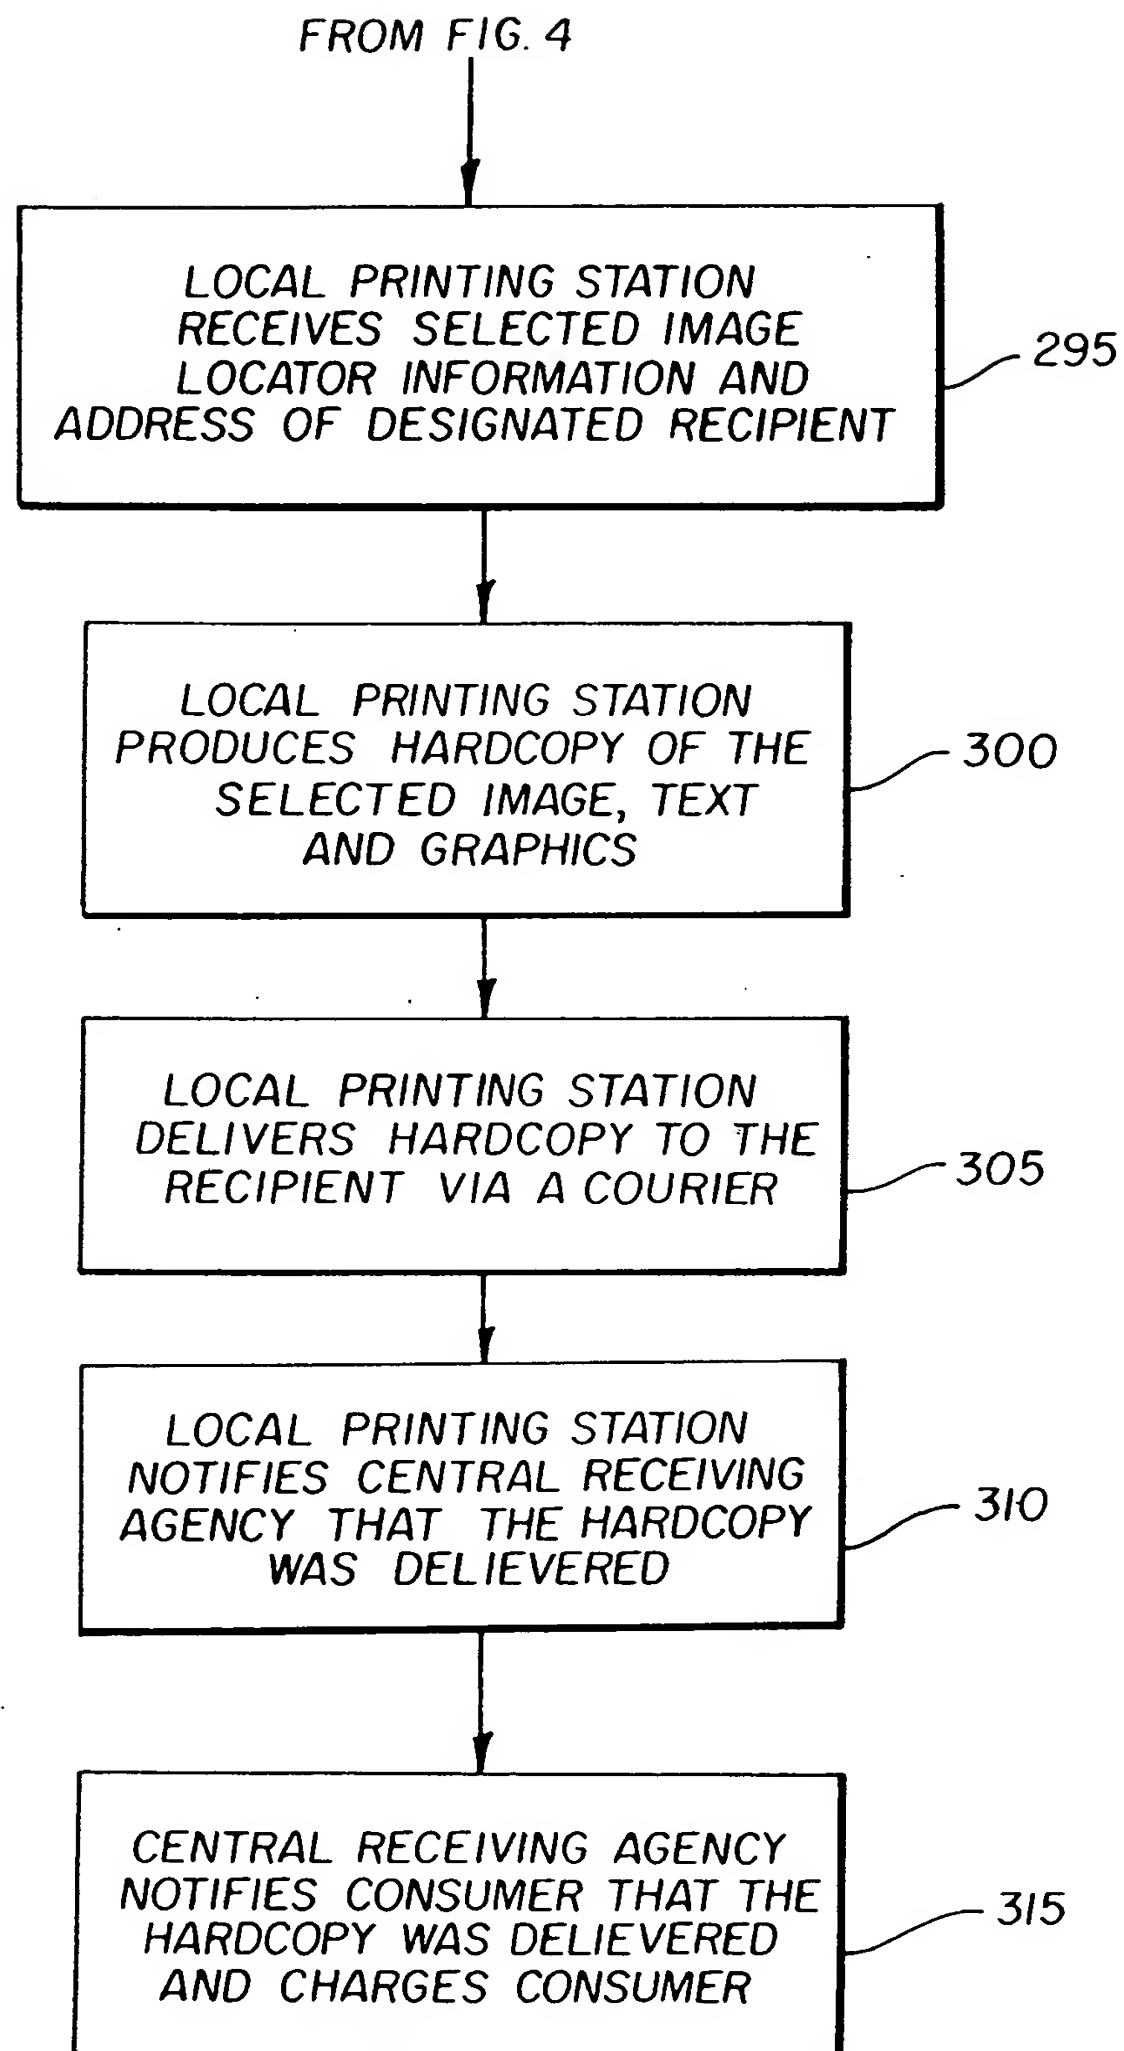 FROM FIG. 4
LOCAL PRINTING STATION
RECEIVES SELECTED IMAGE
LOCATOR INFORMATION AND
ADDRESS OF DESIGNATED RECIPIENT
295
LOCAL PRINTING STATION
PRODUCES HARDCOPY OF THE
SELECTED IMAGE, TEXT
AND GRAPHICS
300
LOCAL PRINTING STATION
DELIVERS HARDCOPY TO THE
RECIPIENT VIA A COURIER
305
LOCAL PRINTING STATION
NOTIFIES CENTRAL RECEIVING
AGENCY THAT THE HARDCOPY
WAS DELIEVERED
310
CENTRAL RECEIVING AGENCY
NOTIFIES CONSUMER THAT THE
HARDCOPY WAS DELIEVERED
AND CHARGES CONSUMER
315